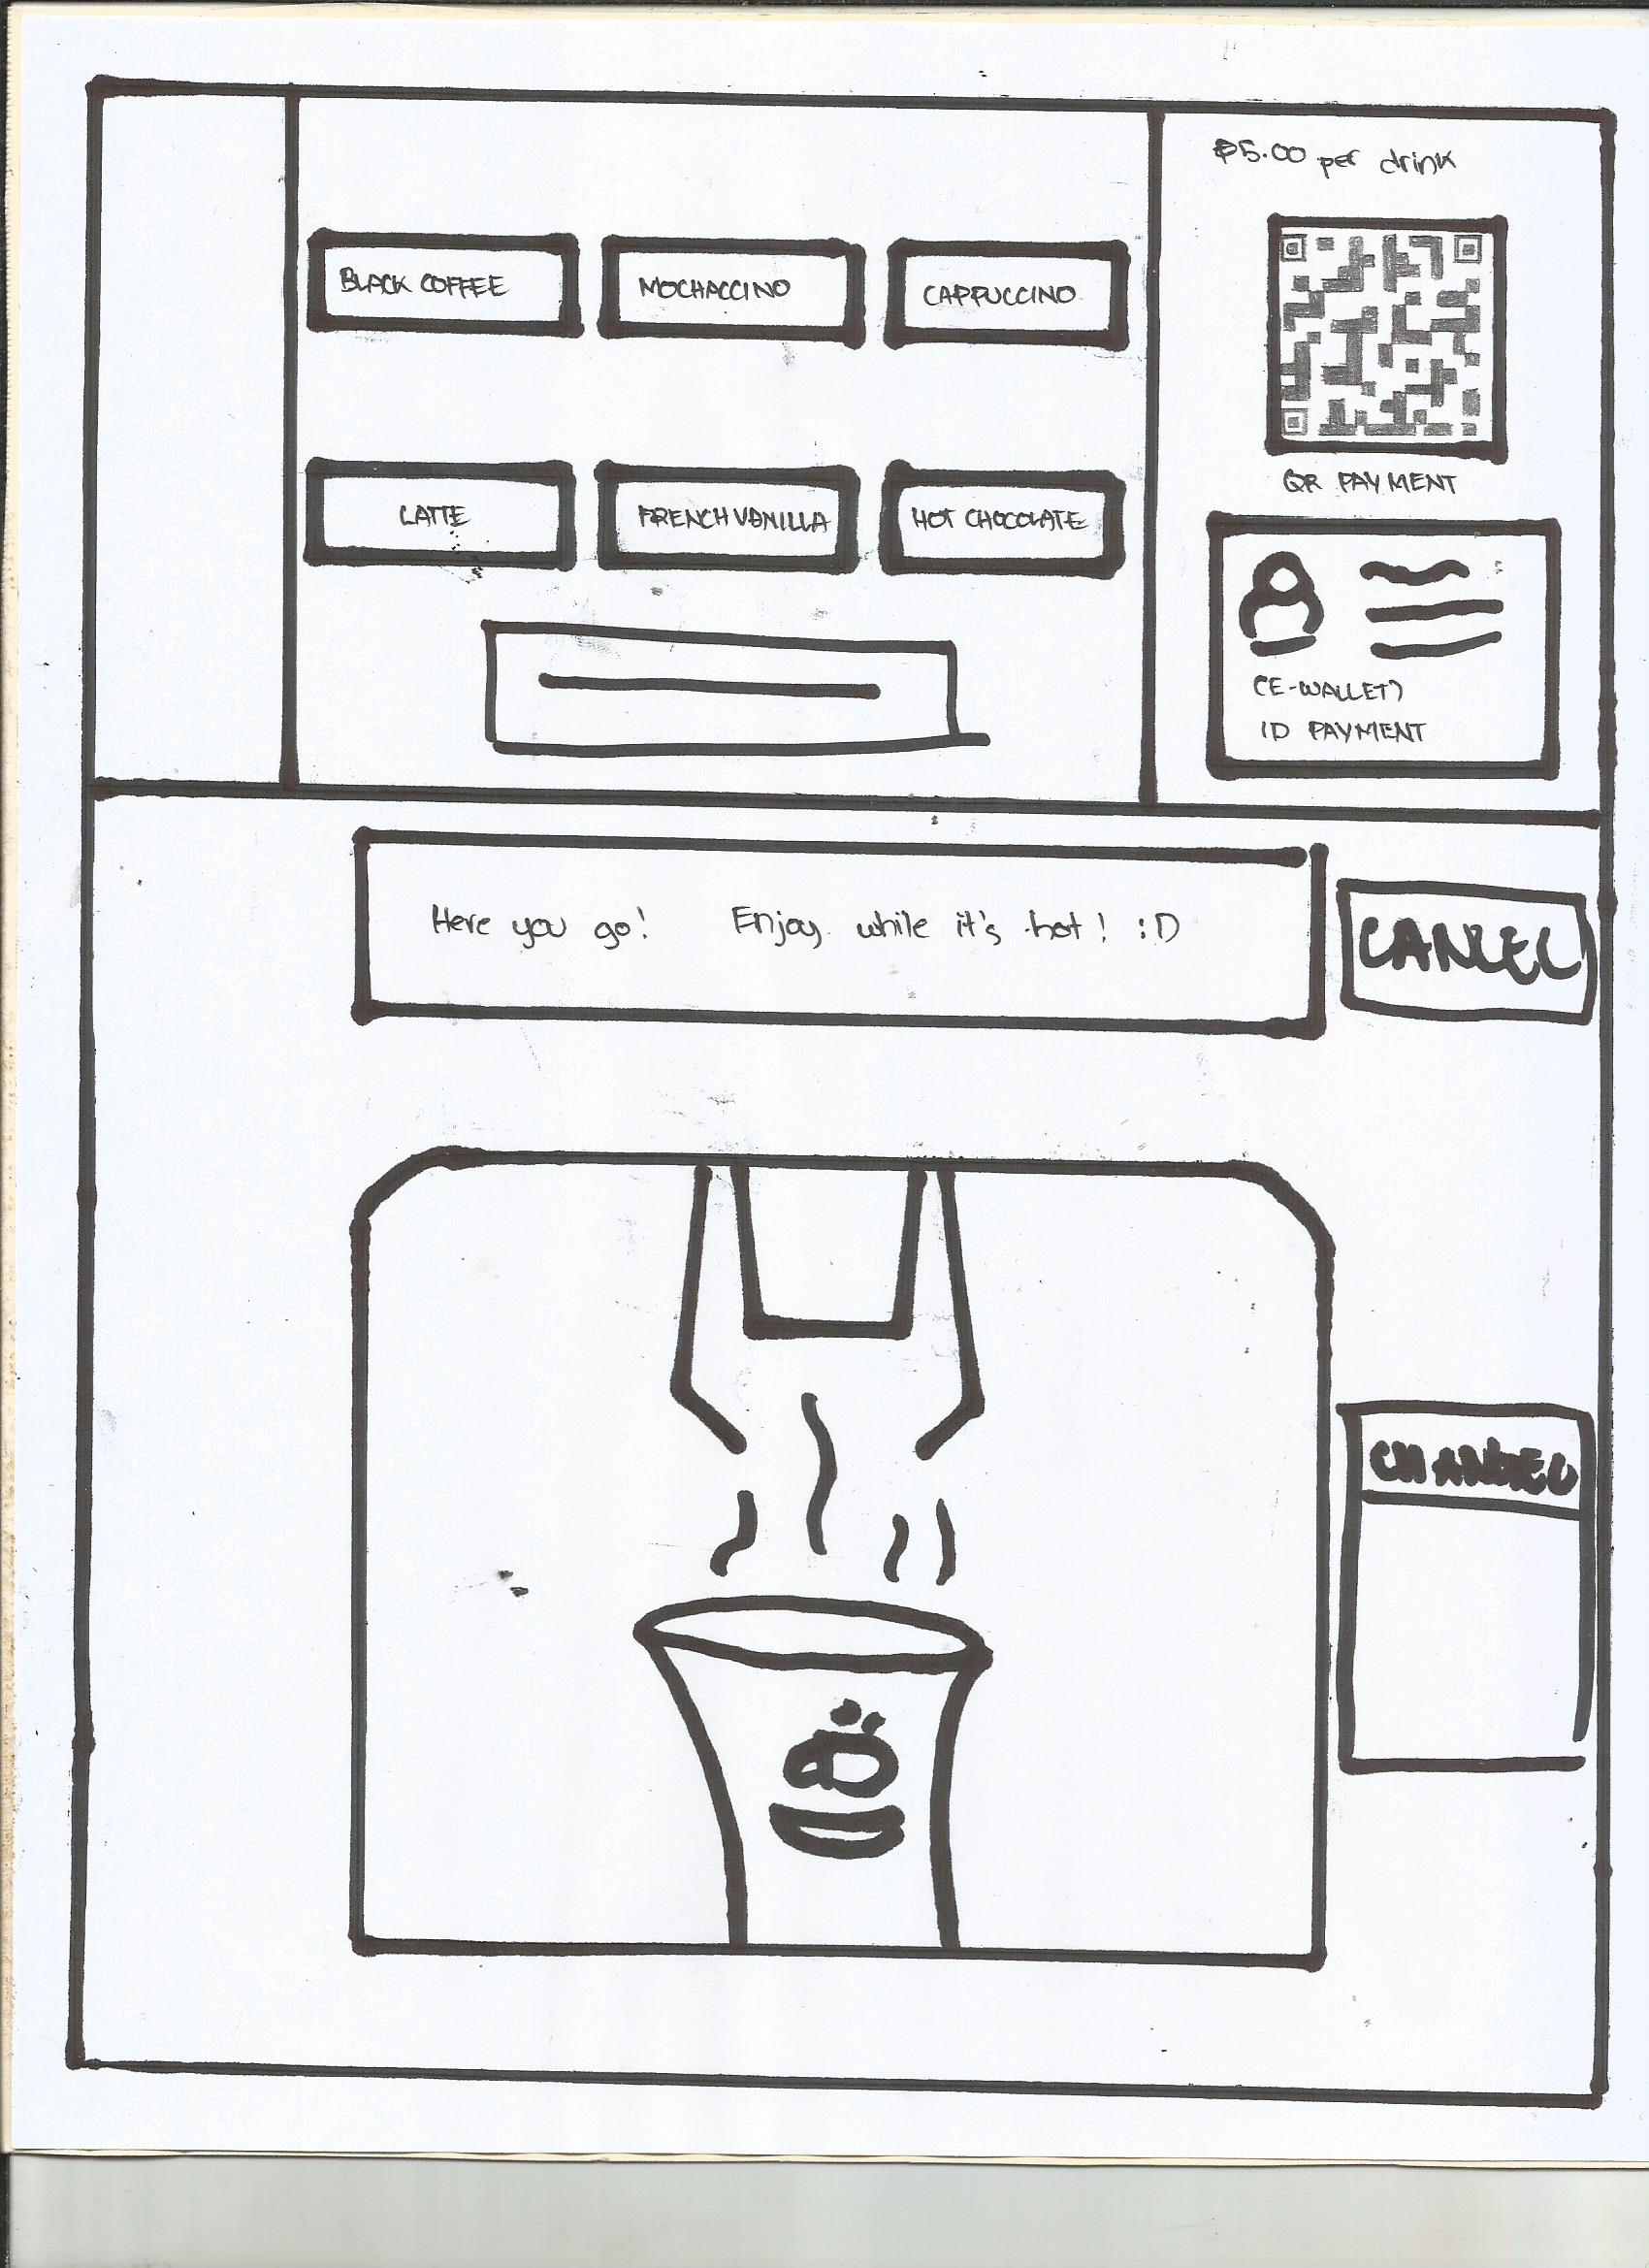 ₱5.00 per drink
BLACK COFFEE
MOCHACCINO
CAPPUCCINO
LATTE
FRENCH VANILLA
HOT CHOCOLATE
QR PAYMENT
(E-WALLET)
ID PAYMENT
Here you go! Enjoy while it's hot! :D
CANCEL